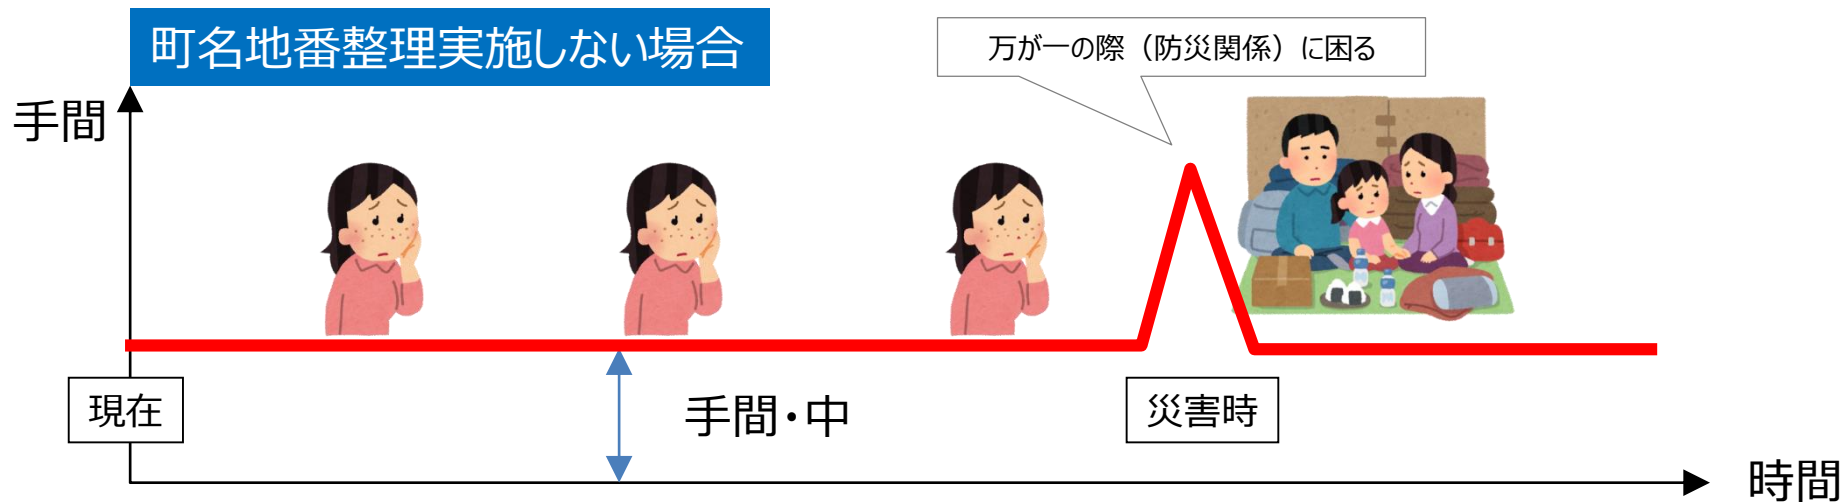 町名地番整理実施しない場合
万が一の際（防災関係）に困る
手間
現在
手間・中
災害時
時間